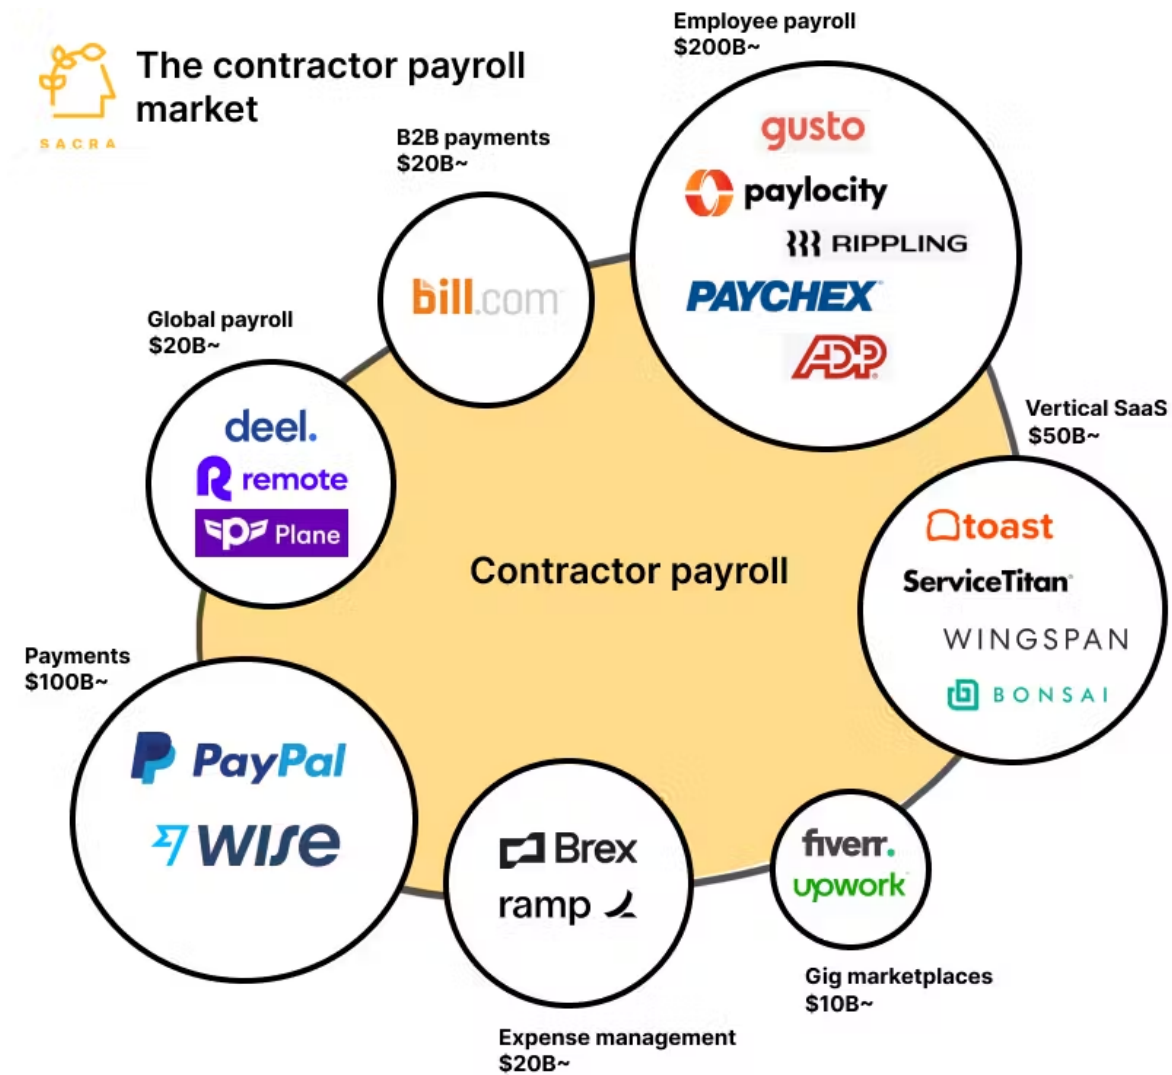 SACRA
The contractor payroll
market
Employee payroll
$200B~
gusto
paylocity
RIPPLING
PAYCHEX
ADP
B2B payments
$20B~
bill.com
Global payroll
$20B~
deel.
remote
Plane
Vertical SaaS
$50B~
toast
ServiceTitan
WINGSPAN
BONSAI
Contractor payroll
Payments
$100B~
PayPal
WISE
Brex
ramp
Expense management
$20B~
fiverr.
upwork
Gig marketplaces
$10B~